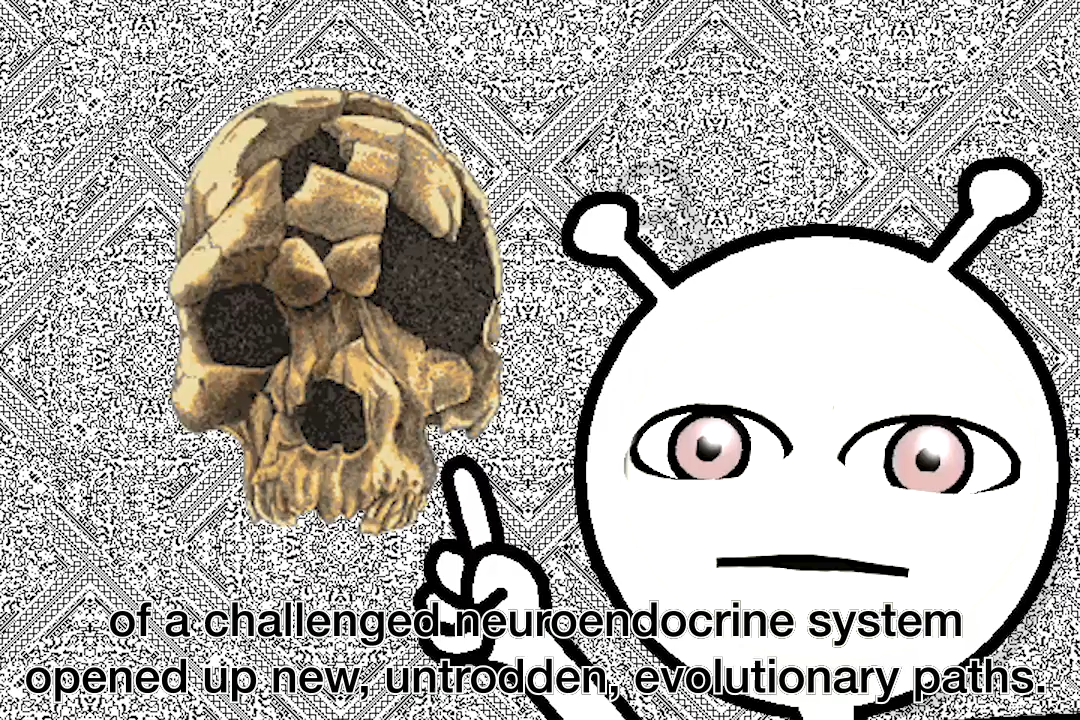 of a challenged neuroendocrine system
opened up new, untrodden, evolutionary paths.